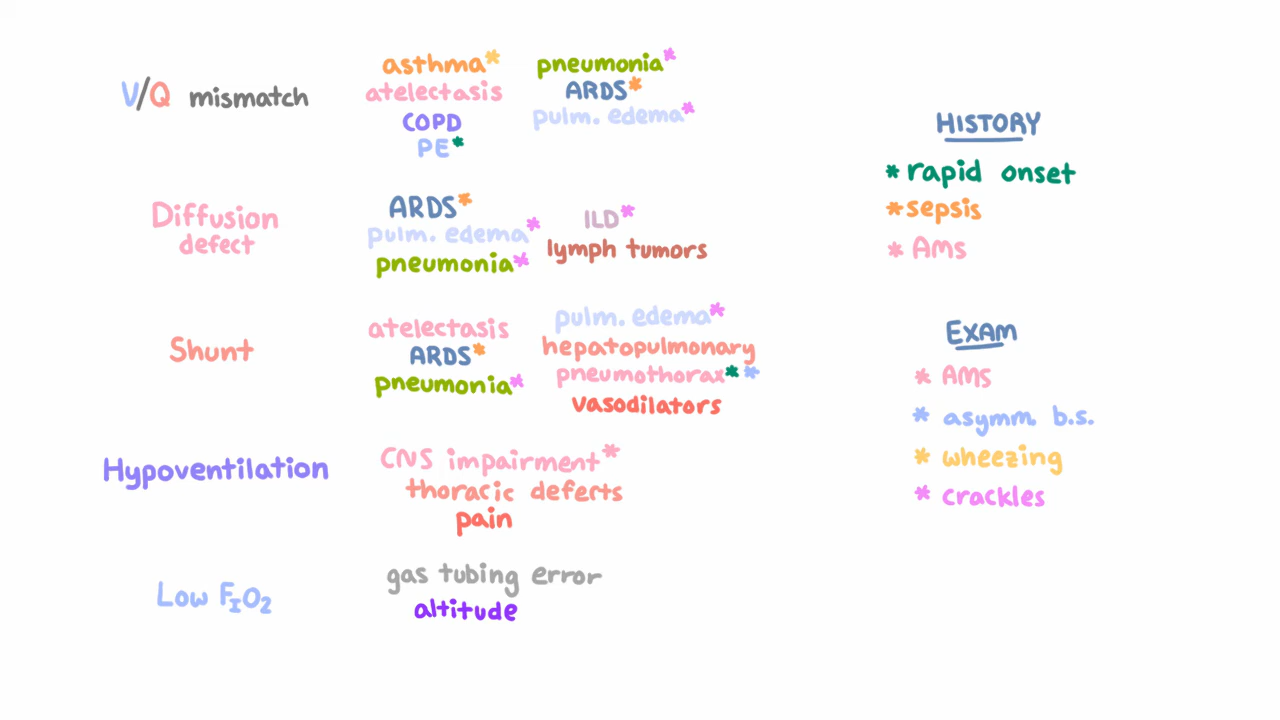 V/Q mismatch
asthma*
atelectasis
COPD
PE*
pneumonia*
ARDS*
pulm. edema*
Diffusion
defect
ARDS*
pulm. edema*
pneumonia*
ILD*
lymph tumors
Shunt
atelectasis
ARDS*
pneumonia*
pulm. edema*
hepatopulmonary
pneumothorax**
vasodilators
Hypoventilation
CNS impairment*
thoracic defects
pain
Low FIO2
gas tubing error
altitude
HISTORY
* rapid onset
* sepsis
* AMS
EXAM
* AMS
* asymm. b.s.
* wheezing
* crackles